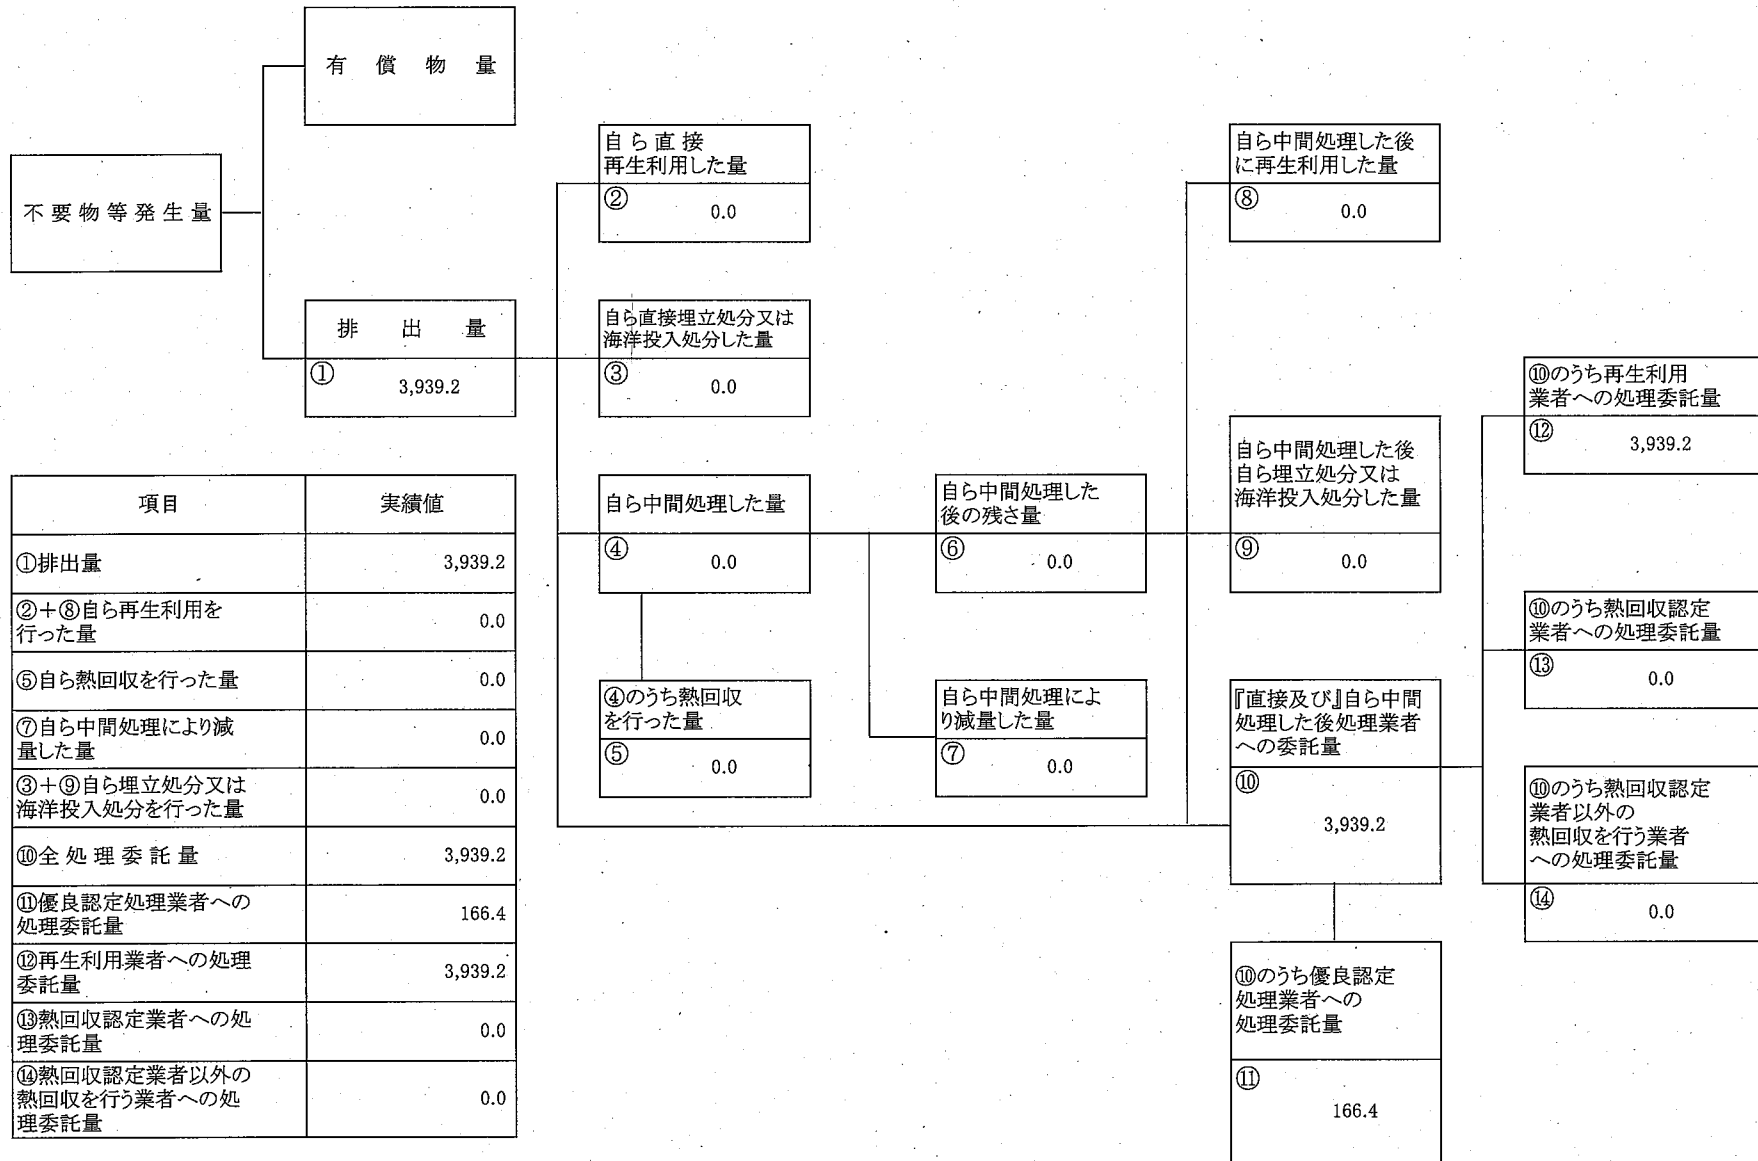 有償物量
不要物等発生量
排出量
①
3,939.2
自ら直接
再生利用した量
②
0.0
自ら直接埋立処分又は
海洋投入処分した量
③
0.0
自ら中間処理した量
④
0.0
④のうち熱回収
を行った量
⑤
0.0
自ら中間処理した
後の残さ量
⑥
0.0
自ら中間処理によ
り減量した量
⑦
0.0
自ら中間処理した後
に再生利用した量
⑧
0.0
自ら中間処理した後
自ら埋立処分又は
海洋投入処分した量
⑨
0.0
『直接及び』自ら中間
処理した後処理業者
への委託量
⑩
3,939.2
⑩のうち優良認定
処理業者への
処理委託量
⑪
166.4
⑩のうち再生利用
業者への処理委託量
⑫
3,939.2
⑩のうち熱回収認定
業者への処理委託量
⑬
0.0
⑩のうち熱回収認定
業者以外の
熱回収を行う業者
への処理委託量
⑭
0.0
項目 実績値
①排出量 3,939.2
②+⑧自ら再生利用を
行った量 0.0
⑤自ら熱回収を行った量 0.0
⑦自ら中間処理により減
量した量 0.0
③+⑨自ら埋立処分又は
海洋投入処分を行った量 0.0
⑩全処理委託量 3,939.2
⑪優良認定処理業者への
処理委託量 166.4
⑫再生利用業者への処理
委託量 3,939.2
⑬熱回収認定業者への処
理委託量 0.0
⑭熱回収認定業者以外の
熱回収を行う業者への処
理委託量 0.0